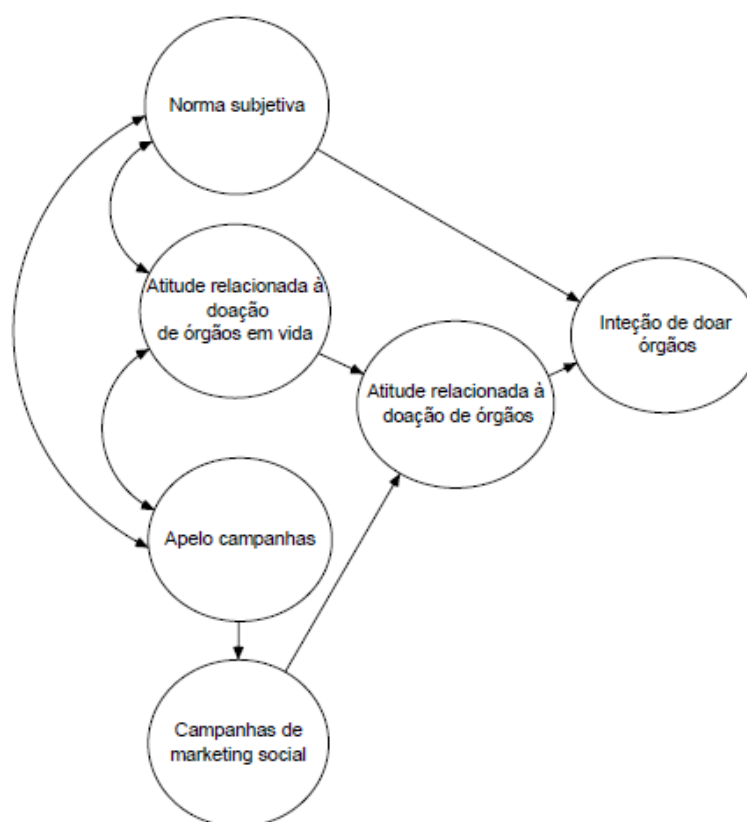 Norma subjetiva
Atitude relacionada à
doação
de órgãos em vida
Inteção de doar
órgãos
Atitude relacionada à
doação de órgãos
Apelo campanhas
Campanhas de
marketing social